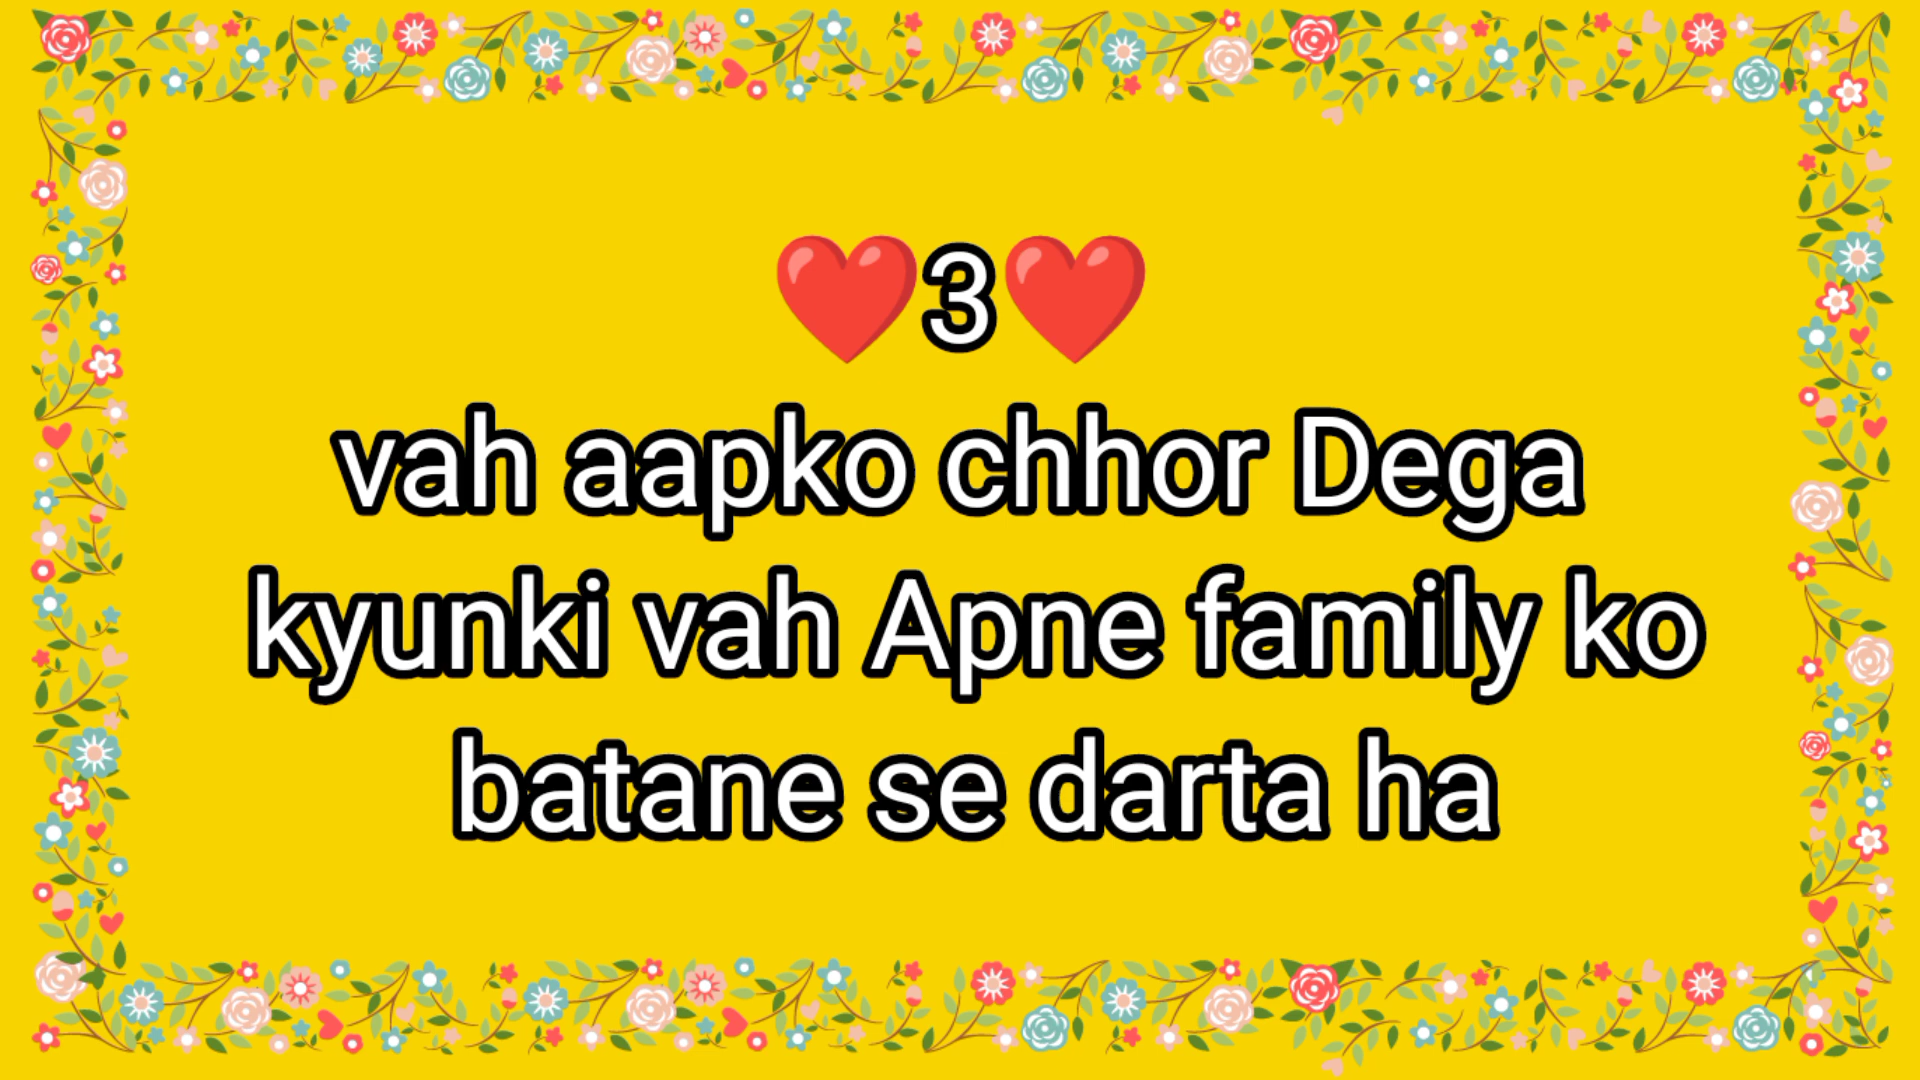 ❤️3❤️
vah aapko chhor Dega
kyunki vah Apne family ko
batane se darta ha